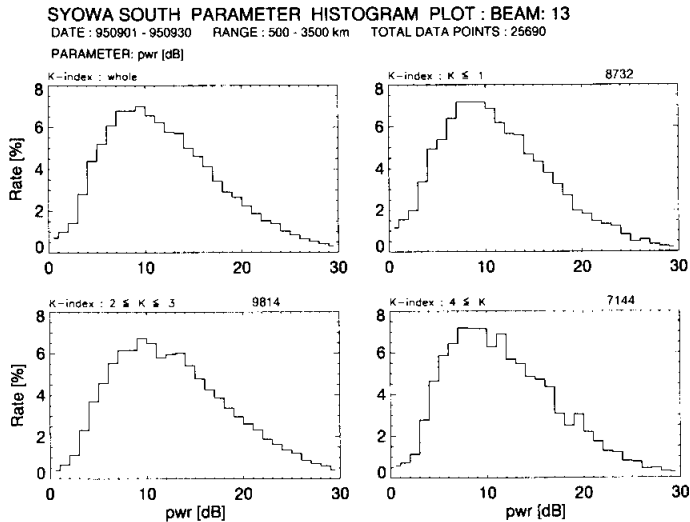 SYOWA SOUTH PARAMETER HISTOGRAM PLOT : BEAM: 13
DATE : 950901 - 950930 RANGE : 500 - 3500 km TOTAL DATA POINTS : 25690
PARAMETER: pwr [dB]
K-index : whole
K-index : K ≦ 1 8732
8
6
4
2
0
Rate [%]
0 10 20 30
8
6
4
2
0
0 10 20 30
K-index : 2 ≦ K ≦ 3 9814
K-index : 4 ≦ K 7144
8
6
4
2
0
Rate [%]
0 10 20 30
pwr [dB]
8
6
4
2
0
0 10 20 30
pwr [dB]